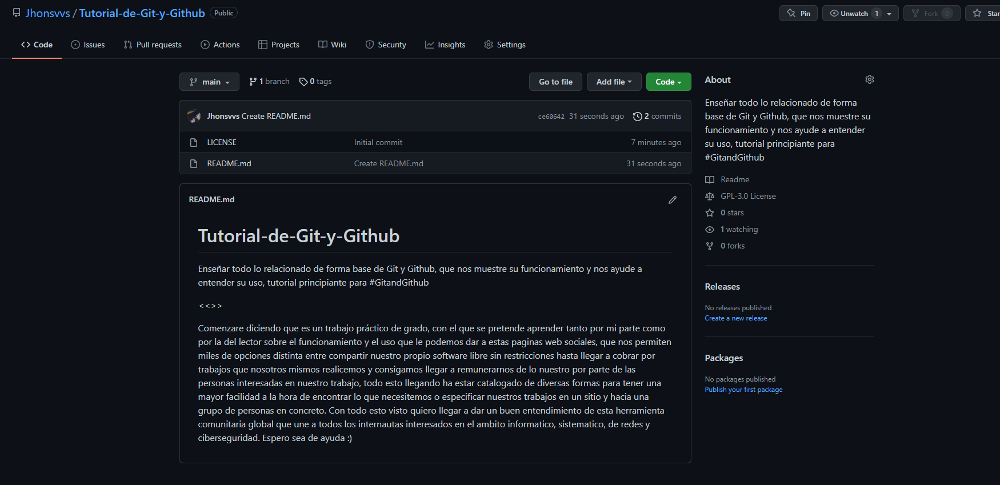 Jhonsvvs / Tutorial-de-Git-y-Github Public
Pin Unwatch 1 Fork 0 Star
Code Issues Pull requests Actions Projects Wiki Security Insights Settings
main 1 branch 0 tags Go to file Add file Code
Jhonsvvs Create README.md ce60642 31 seconds ago 2 commits
LICENSE Initial commit 7 minutes ago
README.md Create README.md 31 seconds ago
README.md
Tutorial-de-Git-y-Github
Enseñar todo lo relacionado de forma base de Git y Github, que nos muestre su funcionamiento y nos ayude a
entender su uso, tutorial principiante para #GitandGithub
<<>>
Comenzare diciendo que es un trabajo práctico de grado, con el que se pretende aprender tanto por mi parte como
por la del lector sobre el funcionamiento y el uso que le podemos dar a estas paginas web sociales, que nos permiten
miles de opciones distinta entre compartir nuestro propio software libre sin restricciones hasta llegar a cobrar por
trabajos que nosotros mismos realicemos y consigamos llegar a remunerarnos de lo nuestro por parte de las
personas interesadas en nuestro trabajo, todo esto llegando ha estar catalogado de diversas formas para tener una
mayor facilidad a la hora de encontrar lo que necesitemos o especificar nuestros trabajos en un sitio y hacia una
grupo de personas en concreto. Con todo esto visto quiero llegar a dar un buen entendimiento de esta herramienta
comunitaria global que une a todos los internautas interesados en el ambito informatico, sistematico, de redes y
ciberseguridad. Espero sea de ayuda :)
About
Enseñar todo lo relacionado de forma
base de Git y Github, que nos muestre su
funcionamiento y nos ayude a entender
su uso, tutorial principiante para
#GitandGithub
Readme
GPL-3.0 License
0 stars
1 watching
0 forks
Releases
No releases published
Create a new release
Packages
No packages published
Publish your first package